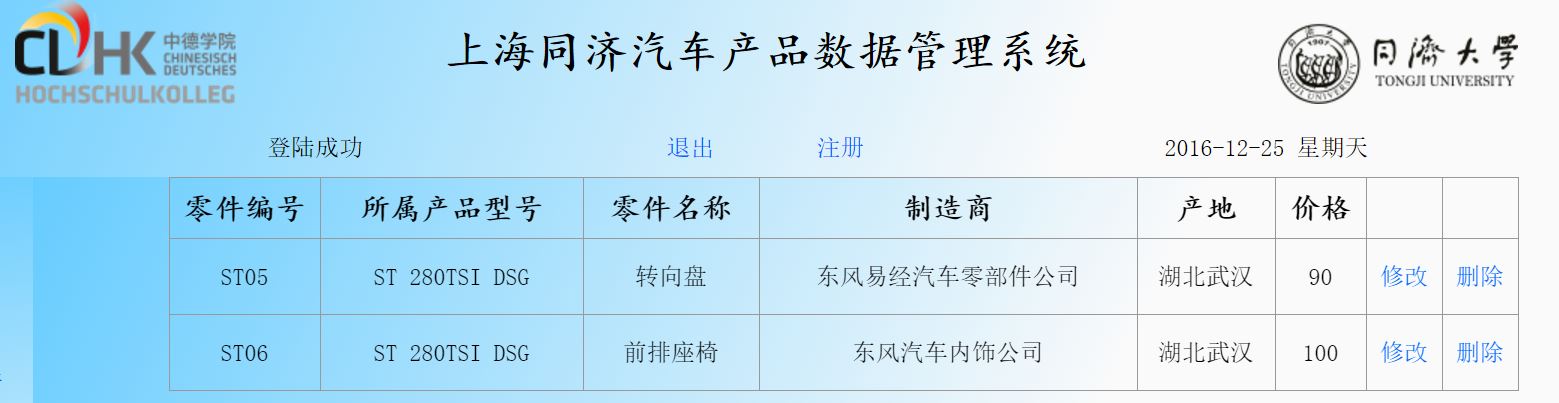 CDHK 中德学院
CHINESISCH
DEUTSCHES
HOCHSCHULKOLLEG
上海同济汽车产品数据管理系统
1907
TONGJI UNIVERSITY
同濟大學
TONGJI UNIVERSITY
登陆成功 退出 注册 2016-12-25 星期天
零件编号 所属产品型号 零件名称 制造商 产地 价格
ST05 ST 280TSI DSG 转向盘 东风易经汽车零部件公司 湖北武汉 90 修改 删除
ST06 ST 280TSI DSG 前排座椅 东风汽车内饰公司 湖北武汉 100 修改 删除